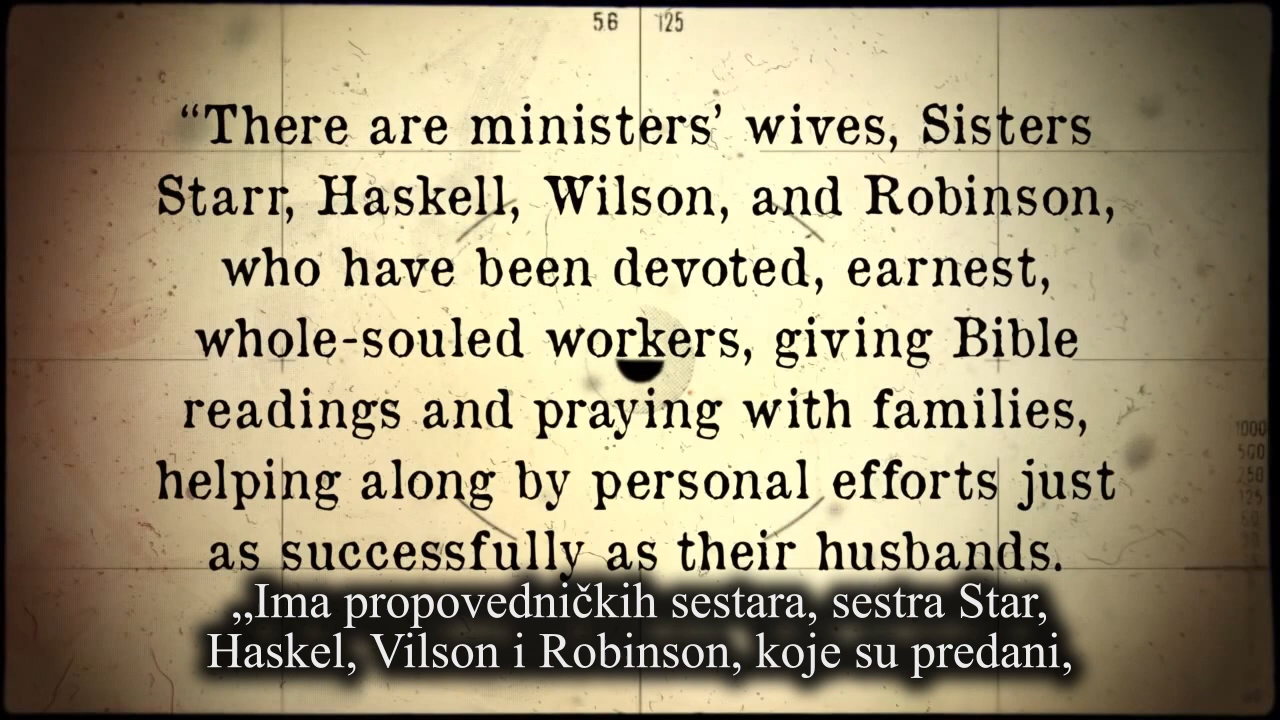 56 125
“There are ministers’ wives, Sisters
Starr, Haskell, Wilson, and Robinson,
who have been devoted, earnest,
whole-souled workers, giving Bible
readings and praying with families,
helping along by personal efforts just
as successfully as their husbands.
,,Ima propovedničkih sestara, sestra Star,
Haskel, Vilson i Robinson, koje su predani,
1000
500
250
125